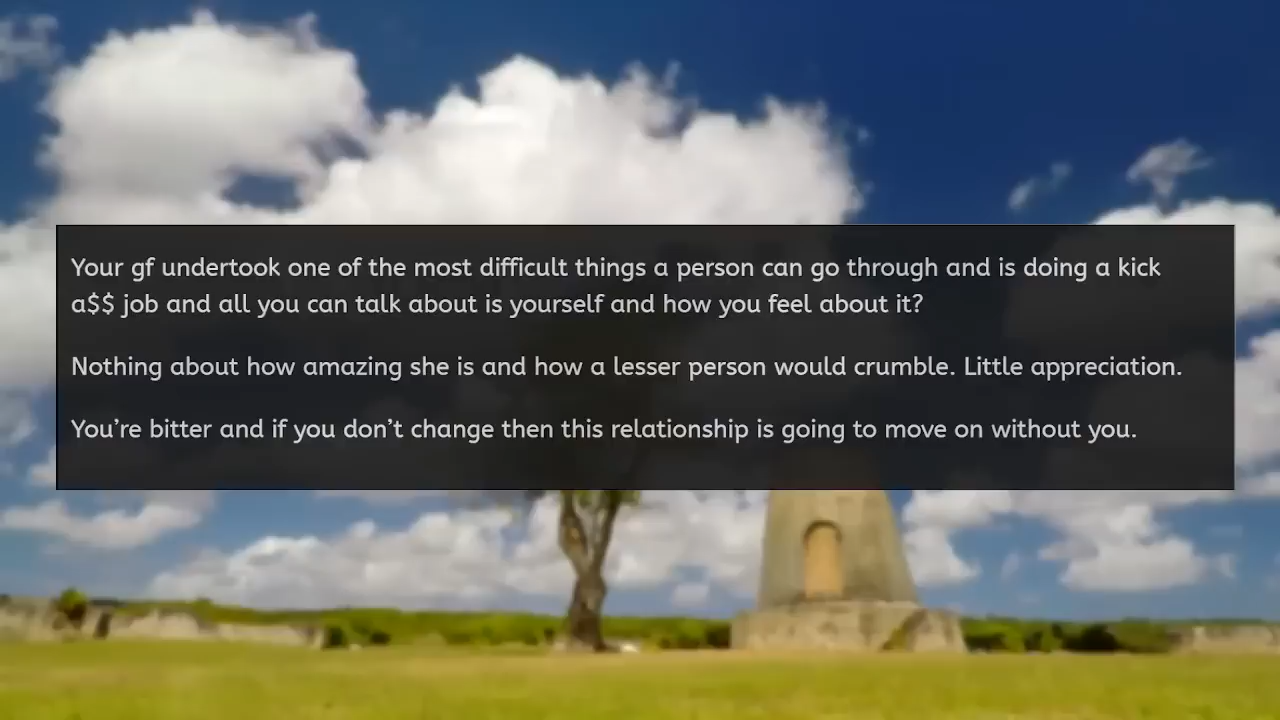 Your gf undertook one of the most difficult things a person can go through and is doing a kick
a$$ job and all you can talk about is yourself and how you feel about it?
Nothing about how amazing she is and how a lesser person would crumble. Little appreciation.
You’re bitter and if you don’t change then this relationship is going to move on without you.